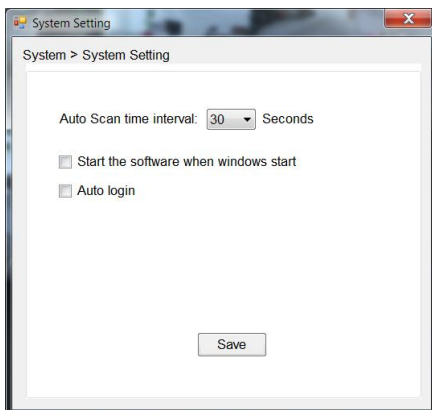 System Setting
System > System Setting
Auto Scan time interval: 30 Seconds
Start the software when windows start
Auto login
Save